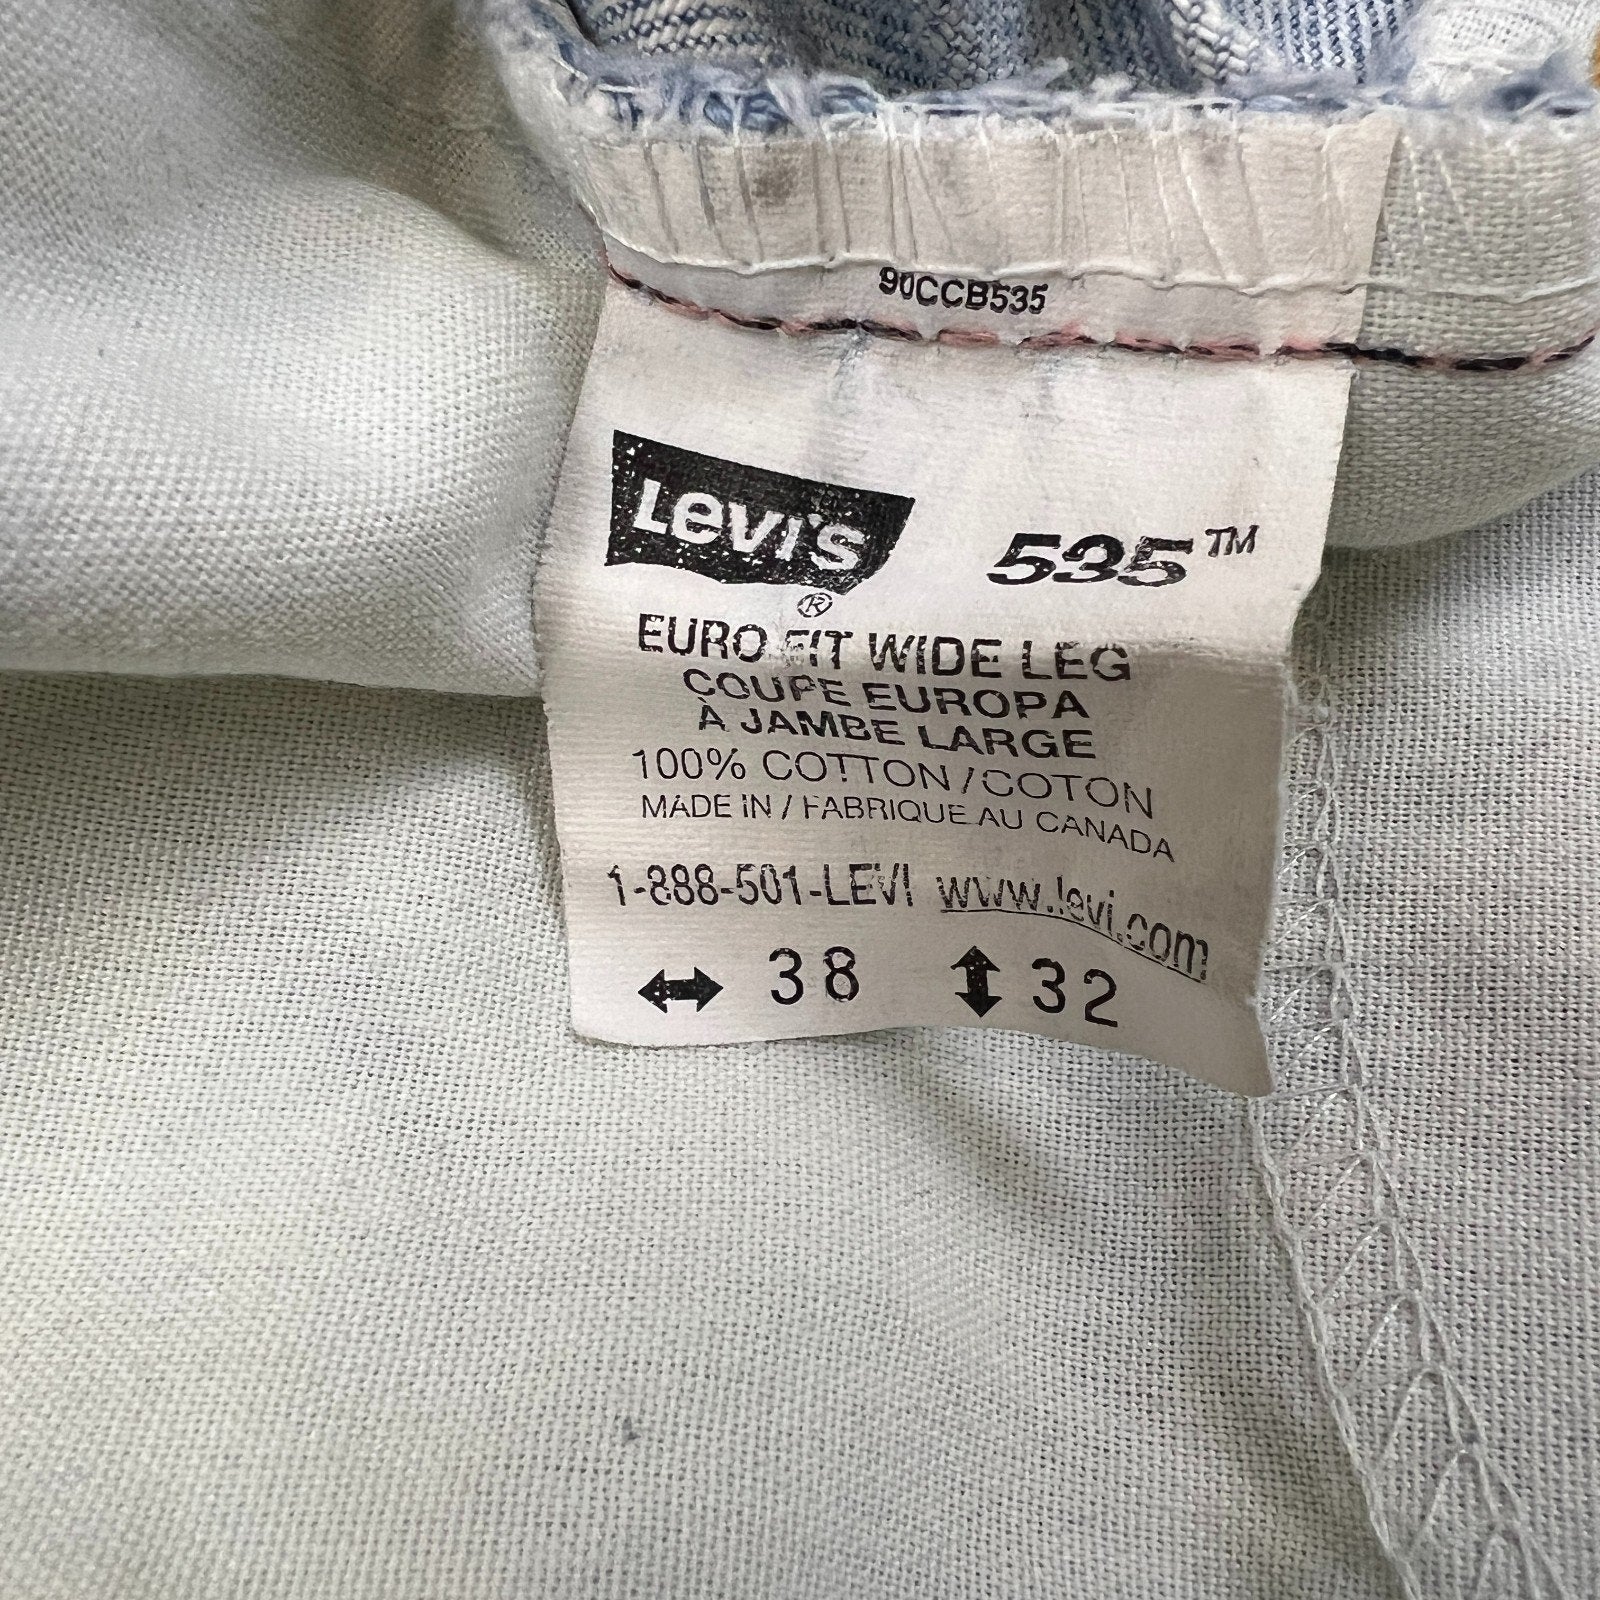 90CCB535
Levi's
®
535™
EURO FIT WIDE LEG
COUPE EUROPA
À JAMBE LARGE
100% COTTON/COTON
MADE IN / FABRIQUE AU CANADA
1-888-501-LEVI www.levi.com
38 32